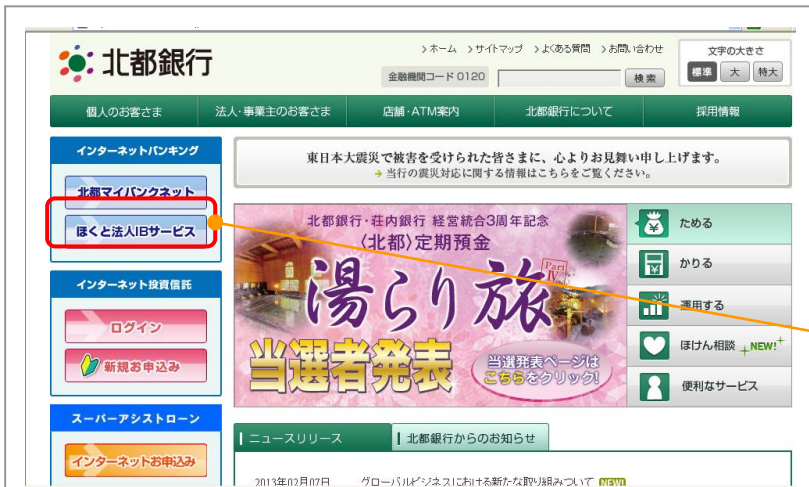 北都銀行
›ホーム ›サイトマップ ›よくある質問 ›お問い合わせ
金融機関コード 0120
検索
文字の大きさ
標準 大 特大
個人のお客さま 法人・事業主のお客さま 店舗・ATM案内 北都銀行について 採用情報
インターネットバンキング
北都マイバンクネット
ほくと法人IBサービス
インターネット投資信託
ログイン
新規お申込み
スーパーアシストローン
インターネットお申込み
東日本大震災で被害を受けられた皆さまに、心よりお見舞い申し上げます。
当行の震災対応に関する情報はこちらをご覧ください。
北都銀行・荘内銀行 経営統合3周年記念
〈北都〉定期預金
湯らり旅
Part IV
当選者発表
当選発表ページは
こちらをクリック!
ためる
かりる
運用する
ほけん相談 NEW!
便利なサービス
ニュースリリース
北都銀行からのお知らせ
2013年02月07日 グローバルビジネスにおける新たな取り組みついて NEW!